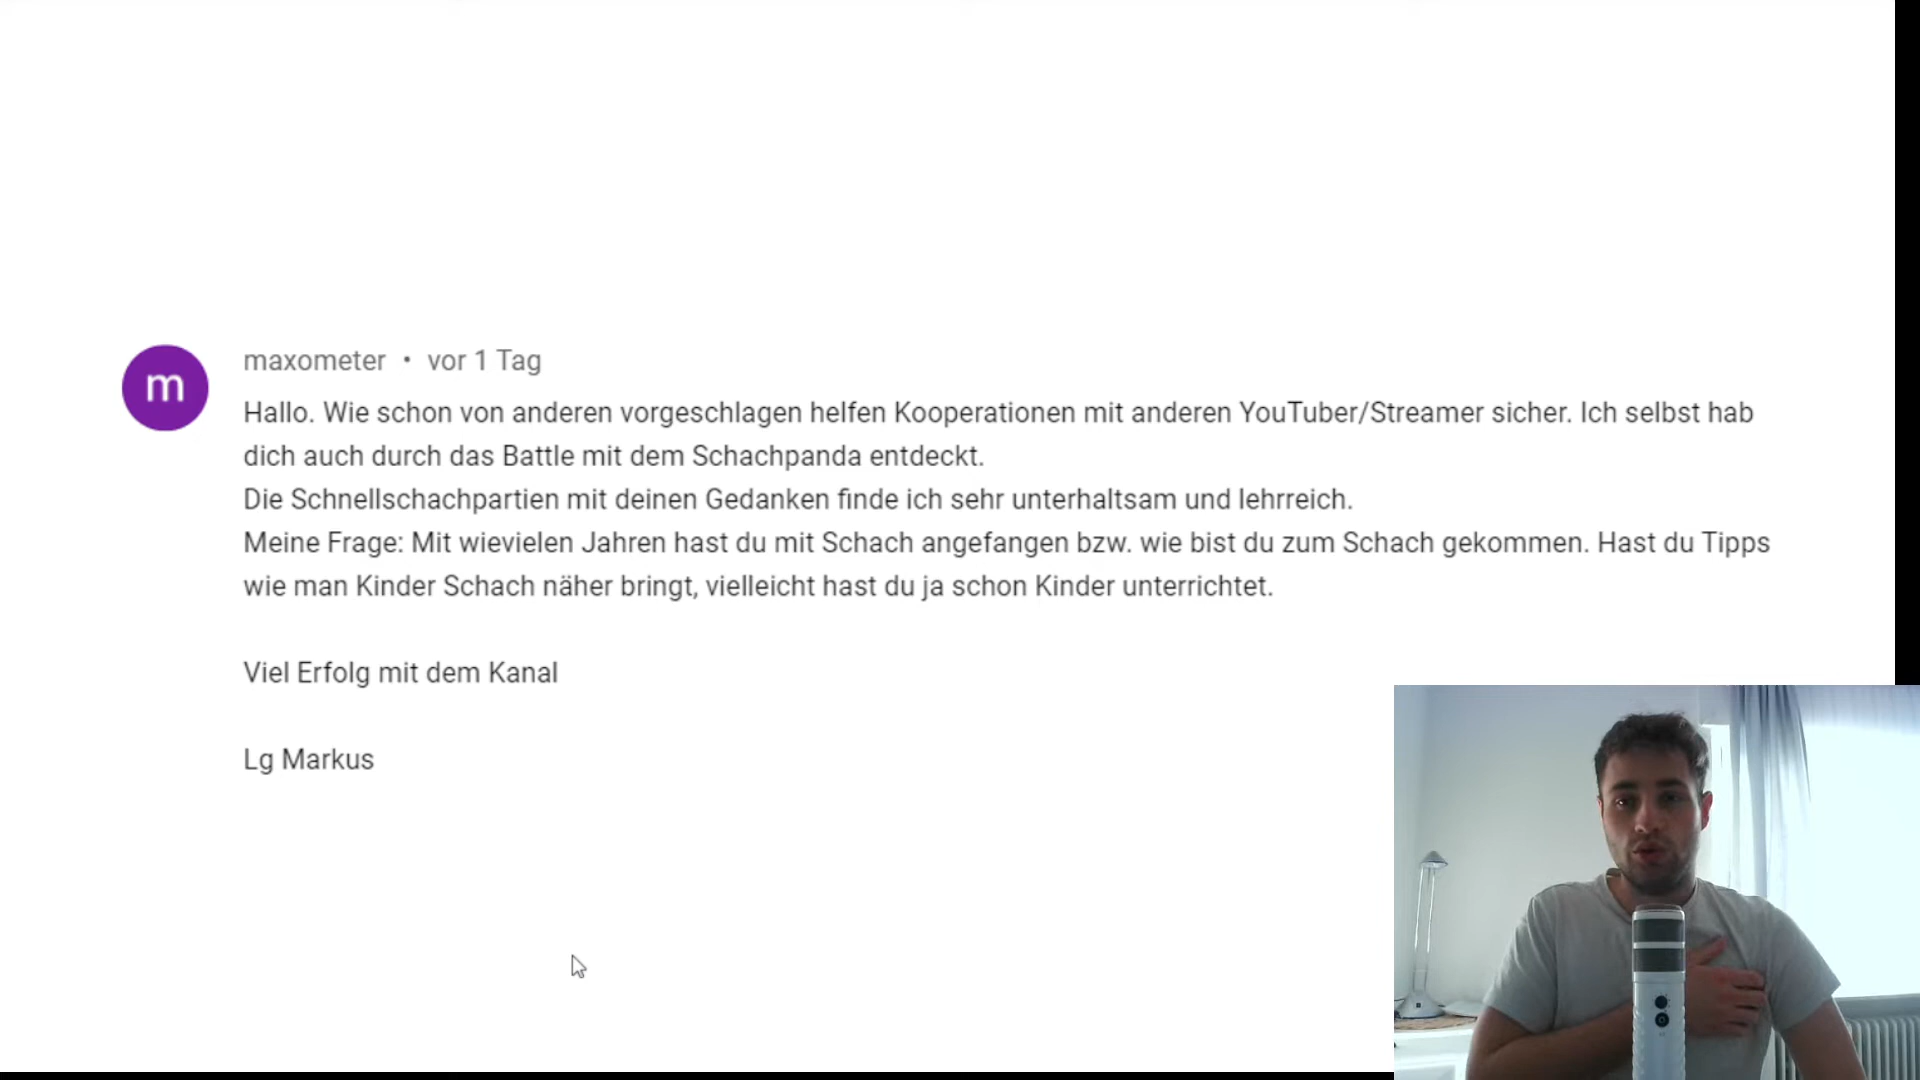 m
maxometer • vor 1 Tag
Hallo. Wie schon von anderen vorgeschlagen helfen Kooperationen mit anderen YouTuber/Streamer sicher. Ich selbst hab
dich auch durch das Battle mit dem Schachpanda entdeckt.
Die Schnellschachpartien mit deinen Gedanken finde ich sehr unterhaltsam und lehrreich.
Meine Frage: Mit wievielen Jahren hast du mit Schach angefangen bzw. wie bist du zum Schach gekommen. Hast du Tipps
wie man Kinder Schach näher bringt, vielleicht hast du ja schon Kinder unterrichtet.
Viel Erfolg mit dem Kanal
Lg Markus